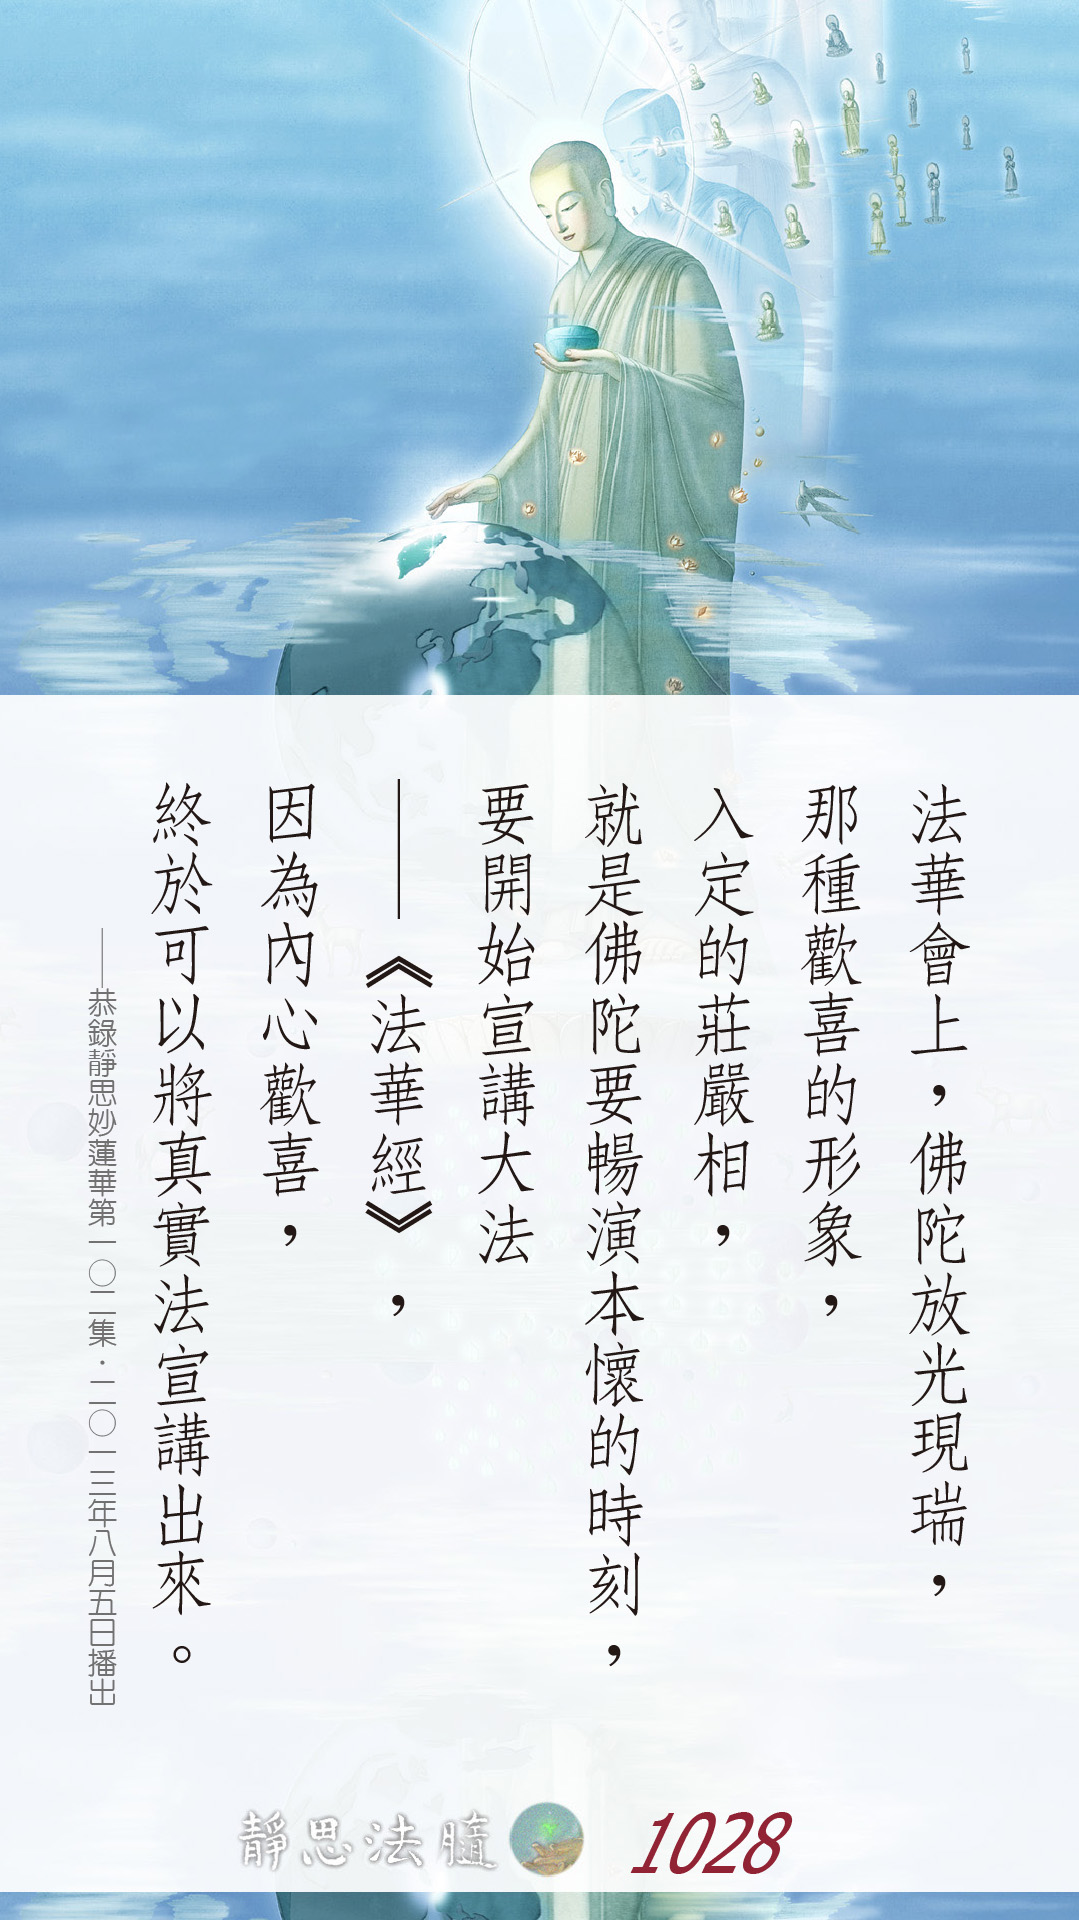 法華會上，佛陀放光現瑞，
那種歡喜的形象，
入定的莊嚴相，
就是佛陀要暢演本懷的時刻，
要開始宣講大法
——《法華經》，
因為內心歡喜，
終於可以將真實法宣講出來。
——恭錄靜思妙蓮華第一〇二集·二〇一三年八月五日播出
靜思法髓
1028